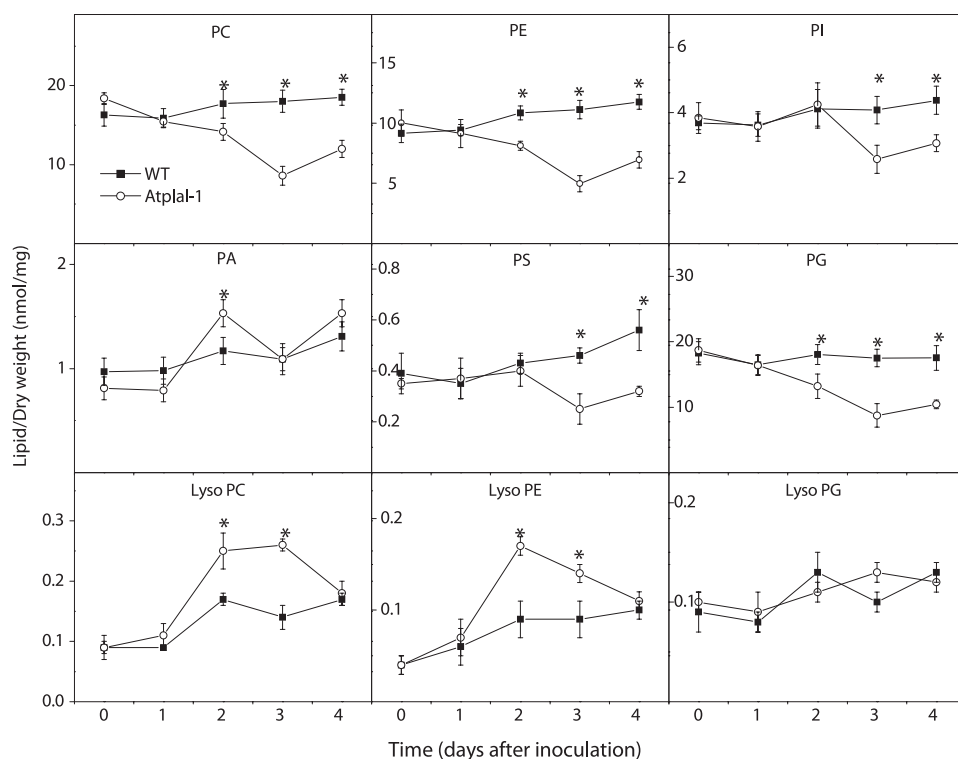 PC
PE
PI
20
10
WT
Atplal-1
15
10
5
6
4
2
*
*
*
*
*
*
*
*
PA
PS
PG
2
1
0.8
0.6
0.4
0.2
30
20
10
*
*
*
*
*
*
Lyso PC
Lyso PE
Lyso PG
0.3
0.2
0.1
0.0
0.2
0.1
0.2
0.1
*
*
*
*
0 1 2 3 4
0 1 2 3 4
0 1 2 3 4
Lipid/Dry weight (nmol/mg)
Time (days after inoculation)